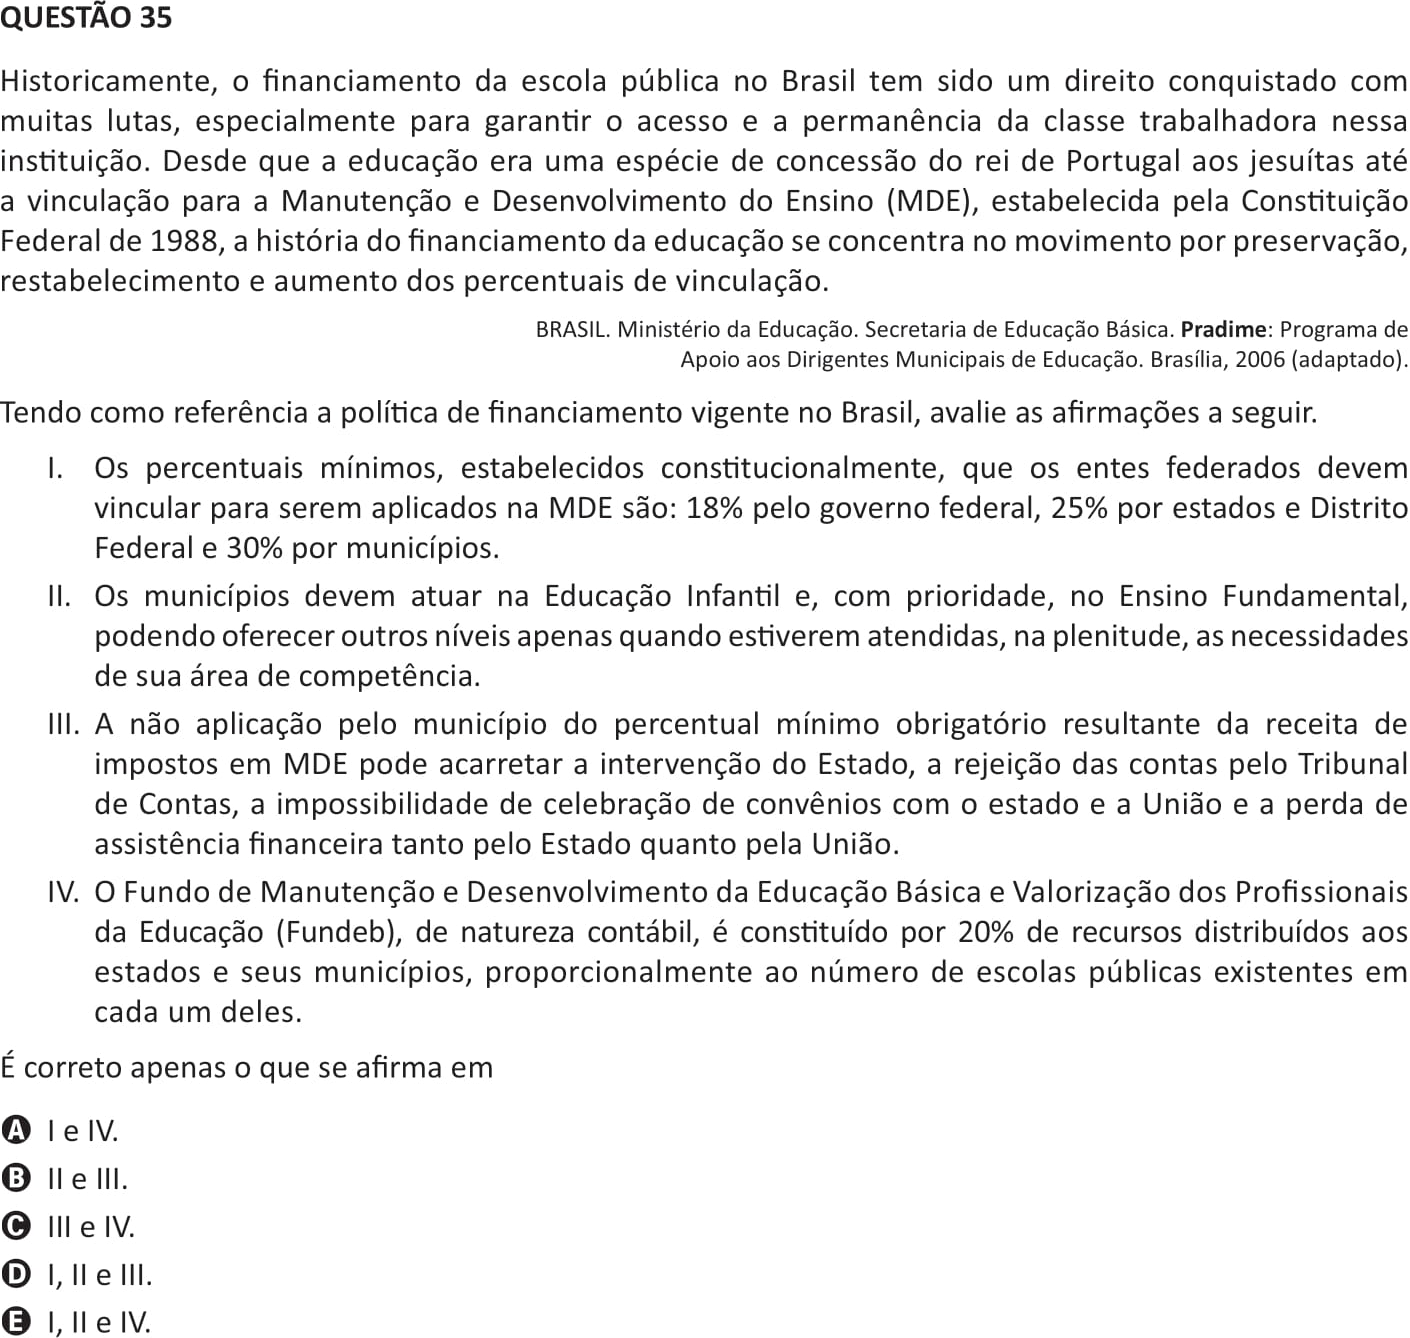 QUESTÃO 35
Historicamente, o financiamento da escola pública no Brasil tem sido um direito conquistado com
muitas lutas, especialmente para garantir o acesso e a permanência da classe trabalhadora nessa
instituição. Desde que a educação era uma espécie de concessão do rei de Portugal aos jesuítas até
a vinculação para a Manutenção e Desenvolvimento do Ensino (MDE), estabelecida pela Constituição
Federal de 1988, a história do financiamento da educação se concentra no movimento por preservação,
restabelecimento e aumento dos percentuais de vinculação.
BRASIL. Ministério da Educação. Secretaria de Educação Básica. Pradime: Programa de
Apoio aos Dirigentes Municipais de Educação. Brasília, 2006 (adaptado).
Tendo como referência a política de financiamento vigente no Brasil, avalie as afirmações a seguir.
I. Os percentuais mínimos, estabelecidos constitucionalmente, que os entes federados devem
vincular para serem aplicados na MDE são: 18% pelo governo federal, 25% por estados e Distrito
Federal e 30% por municípios.
II. Os municípios devem atuar na Educação Infantil e, com prioridade, no Ensino Fundamental,
podendo oferecer outros níveis apenas quando estiverem atendidas, na plenitude, as necessidades
de sua área de competência.
III. A não aplicação pelo município do percentual mínimo obrigatório resultante da receita de
impostos em MDE pode acarretar a intervenção do Estado, a rejeição das contas pelo Tribunal
de Contas, a impossibilidade de celebração de convênios com o estado e a União e a perda de
assistência financeira tanto pelo Estado quanto pela União.
IV. O Fundo de Manutenção e Desenvolvimento da Educação Básica e Valorização dos Profissionais
da Educação (Fundeb), de natureza contábil, é constituído por 20% de recursos distribuídos aos
estados e seus municípios, proporcionalmente ao número de escolas públicas existentes em
cada um deles.
É correto apenas o que se afirma em
A I e IV.
B II e III.
C III e IV.
D I, II e III.
E I, II e IV.